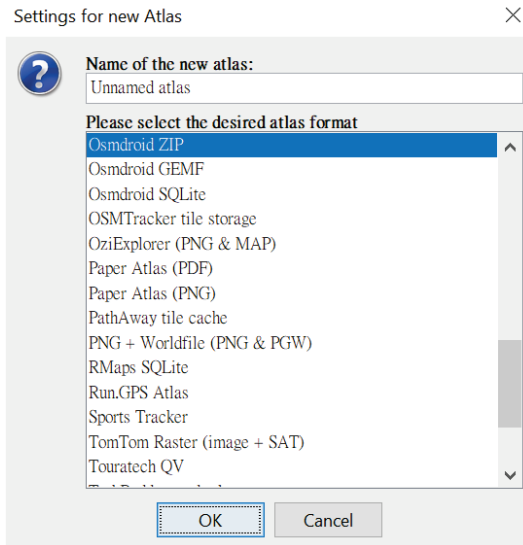 Settings for new Atlas
Name of the new atlas:
Unnamed atlas
Please select the desired atlas format
Osmdroid ZIP
Osmdroid GEMF
Osmdroid SQLite
OSMTracker tile storage
OziExplorer (PNG & MAP)
Paper Atlas (PDF)
Paper Atlas (PNG)
PathAway tile cache
PNG + Worldfile (PNG & PGW)
RMaps SQLite
Run.GPS Atlas
Sports Tracker
TomTom Raster (image + SAT)
Touratech QV
OK Cancel